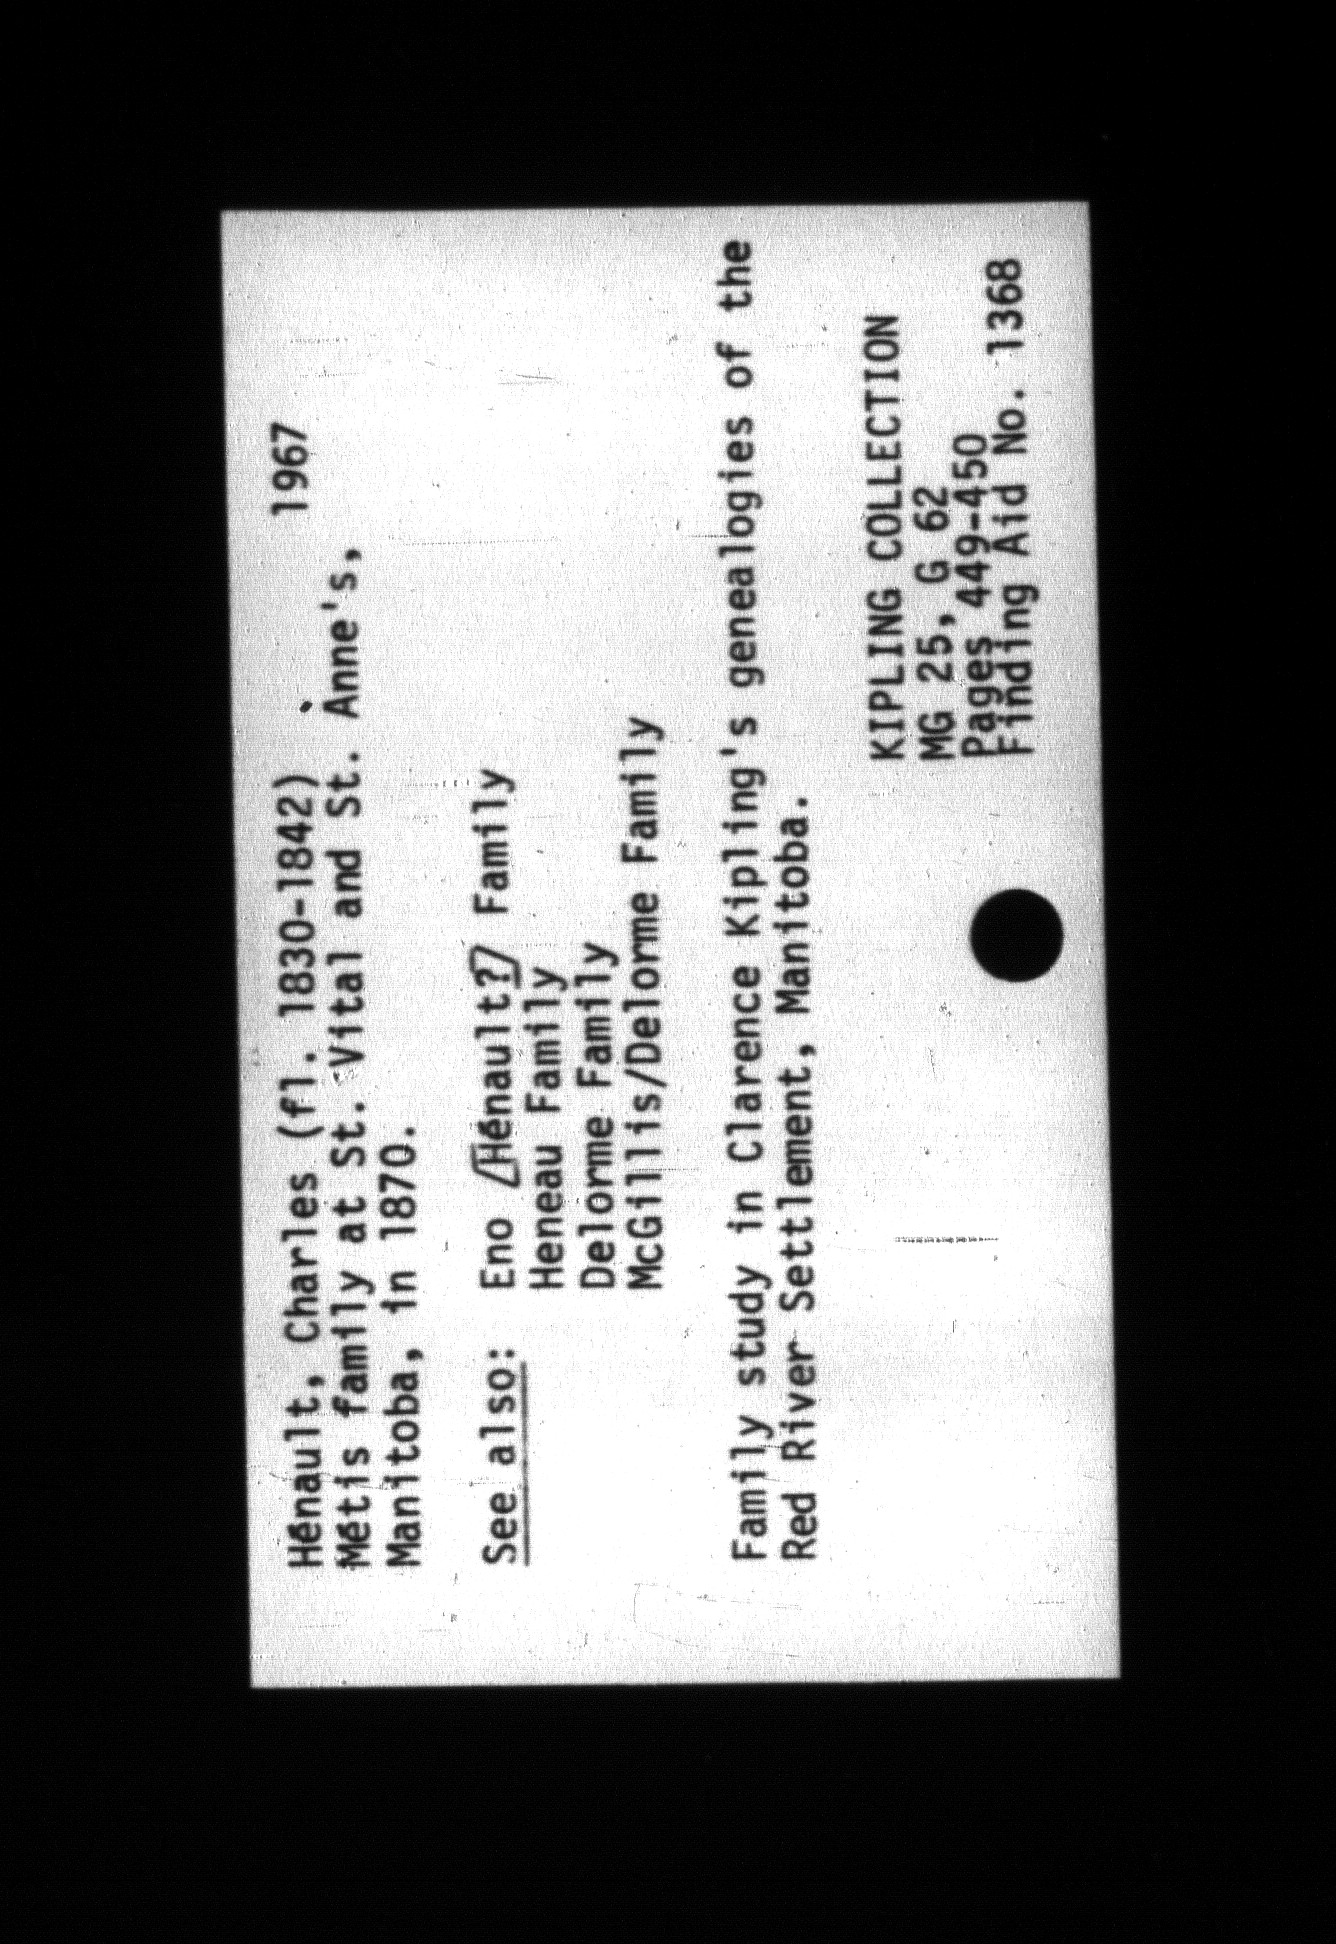 Hénault, Charles (fl. 1830-1842) 1967
Métis family at St. Vital and St. Anne's,
Manitoba, in 1870.
See also: Eno [Hénault?] Family
Heneau Family
Delorme Family
McGillis/Delorme Family
Family study in Clarence Kipling's genealogies of the
Red River Settlement, Manitoba.
KIPLING COLLECTION
MG 25, G 62
Pages 449-450
Finding Aid No. 1368